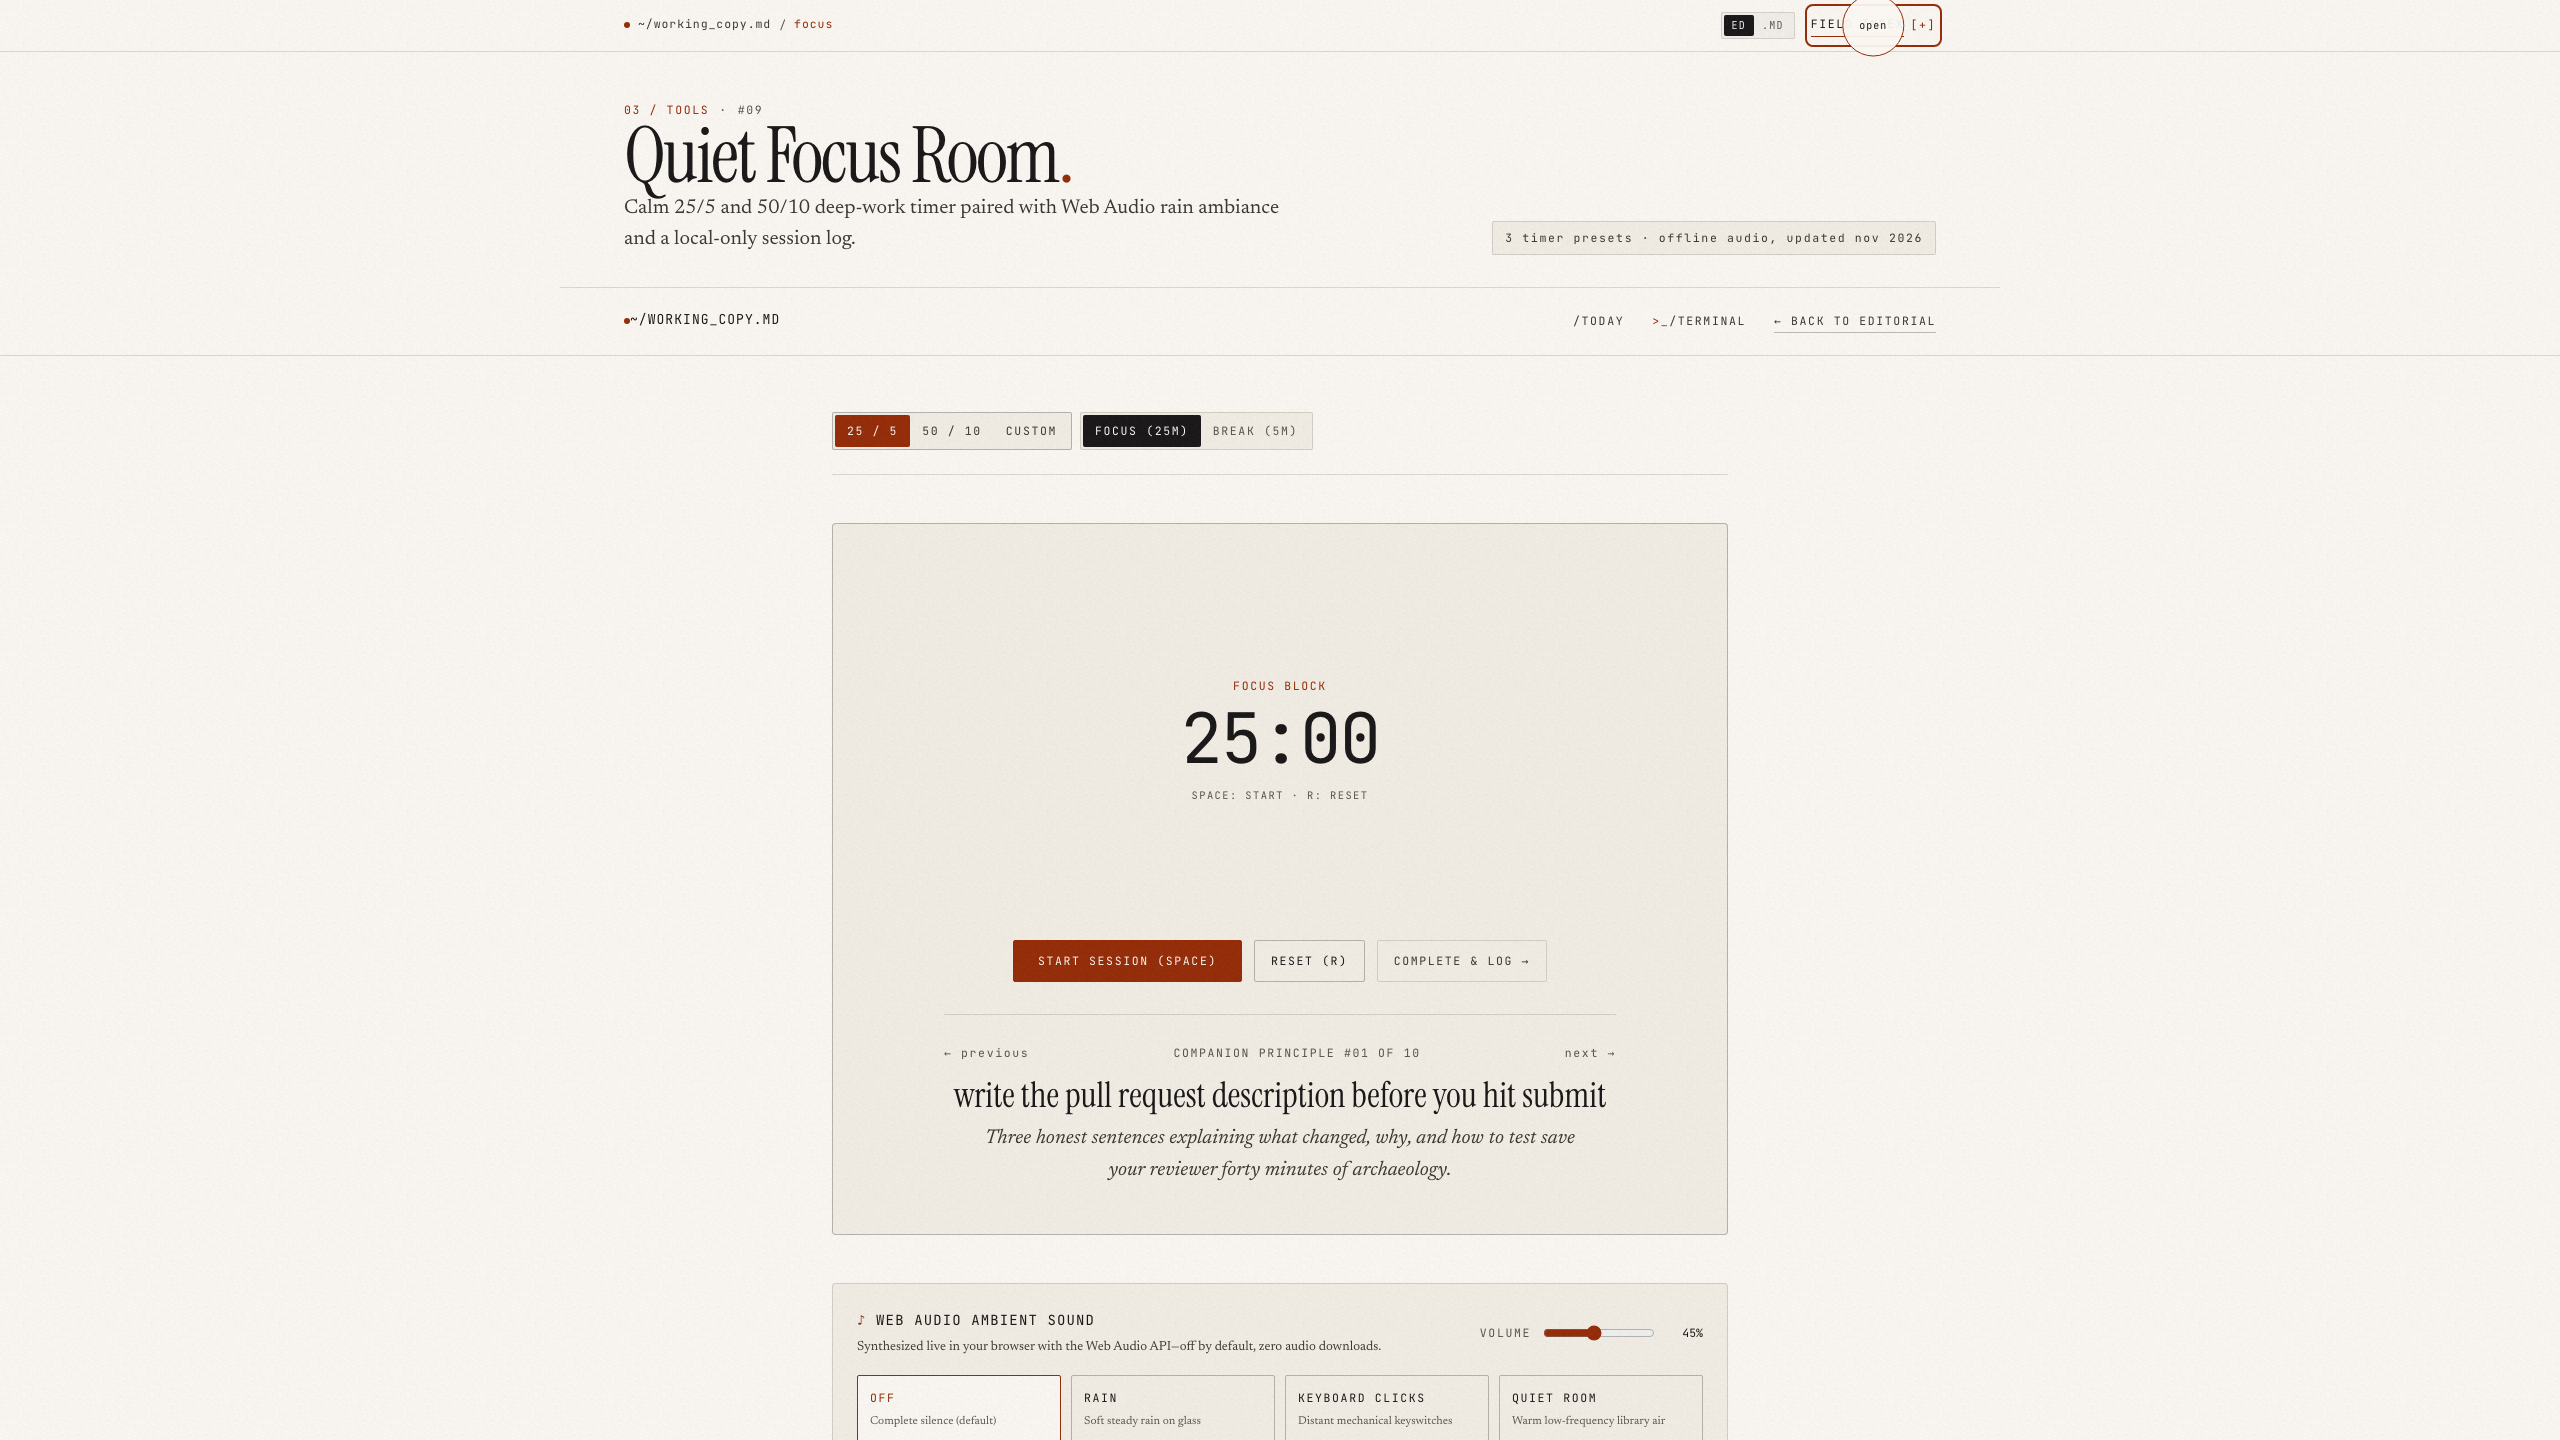 ~/working_copy.md / focus
ED .MD
open [+]
03 / TOOLS · #09
Quiet Focus Room.
Calm 25/5 and 50/10 deep-work timer paired with Web Audio rain ambiance
and a local-only session log.
3 timer presets · offline audio, updated nov 2026
~/WORKING_COPY.MD
/TODAY >_/TERMINAL ← BACK TO EDITORIAL
25 / 5 50 / 10 CUSTOM FOCUS (25M) BREAK (5M)
FOCUS BLOCK
25:00
SPACE: START · R: RESET
START SESSION (SPACE) RESET (R) COMPLETE & LOG →
← previous COMPANION PRINCIPLE #01 OF 10 next →
write the pull request description before you hit submit
Three honest sentences explaining what changed, why, and how to test save
your reviewer forty minutes of archaeology.
♪ WEB AUDIO AMBIENT SOUND
VOLUME 45%
Synthesized live in your browser with the Web Audio API—off by default, zero audio downloads.
OFF RAIN KEYBOARD CLICKS QUIET ROOM
Complete silence (default) Soft steady rain on glass Distant mechanical keyswitches Warm low-frequency library air